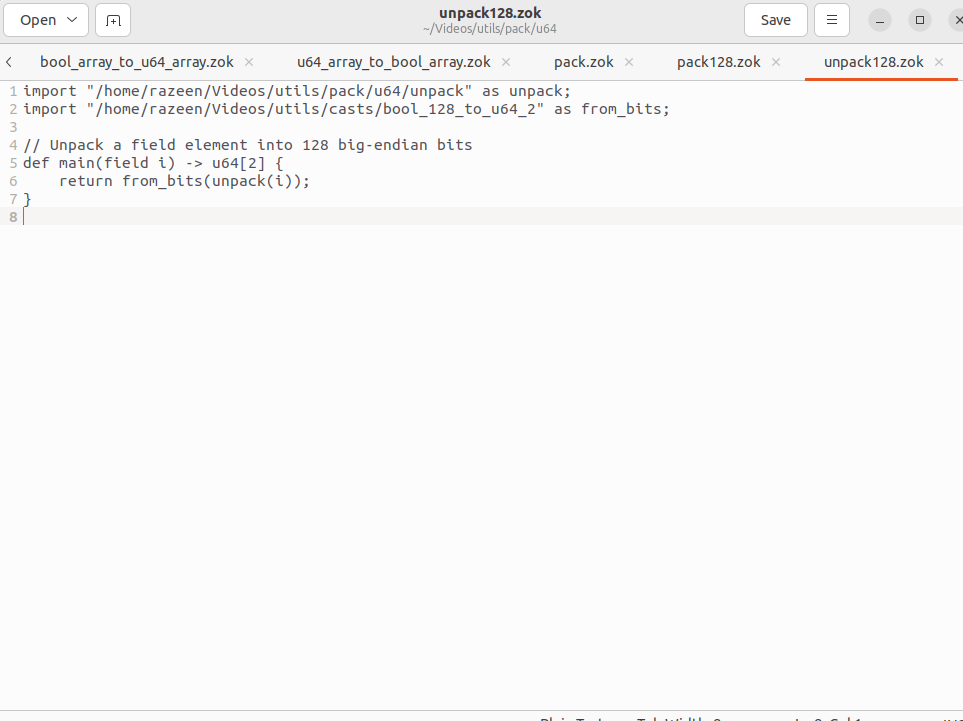 Open
unpack128.zok
~/Videos/utils/pack/u64
Save
bool_array_to_u64_array.zok
u64_array_to_bool_array.zok
pack.zok
pack128.zok
unpack128.zok
1 import "/home/razeen/Videos/utils/pack/u64/unpack" as unpack;
2 import "/home/razeen/Videos/utils/casts/bool_128_to_u64_2" as from_bits;
3
4 // Unpack a field element into 128 big-endian bits
5 def main(field i) -> u64[2] {
6     return from_bits(unpack(i));
7 }
8